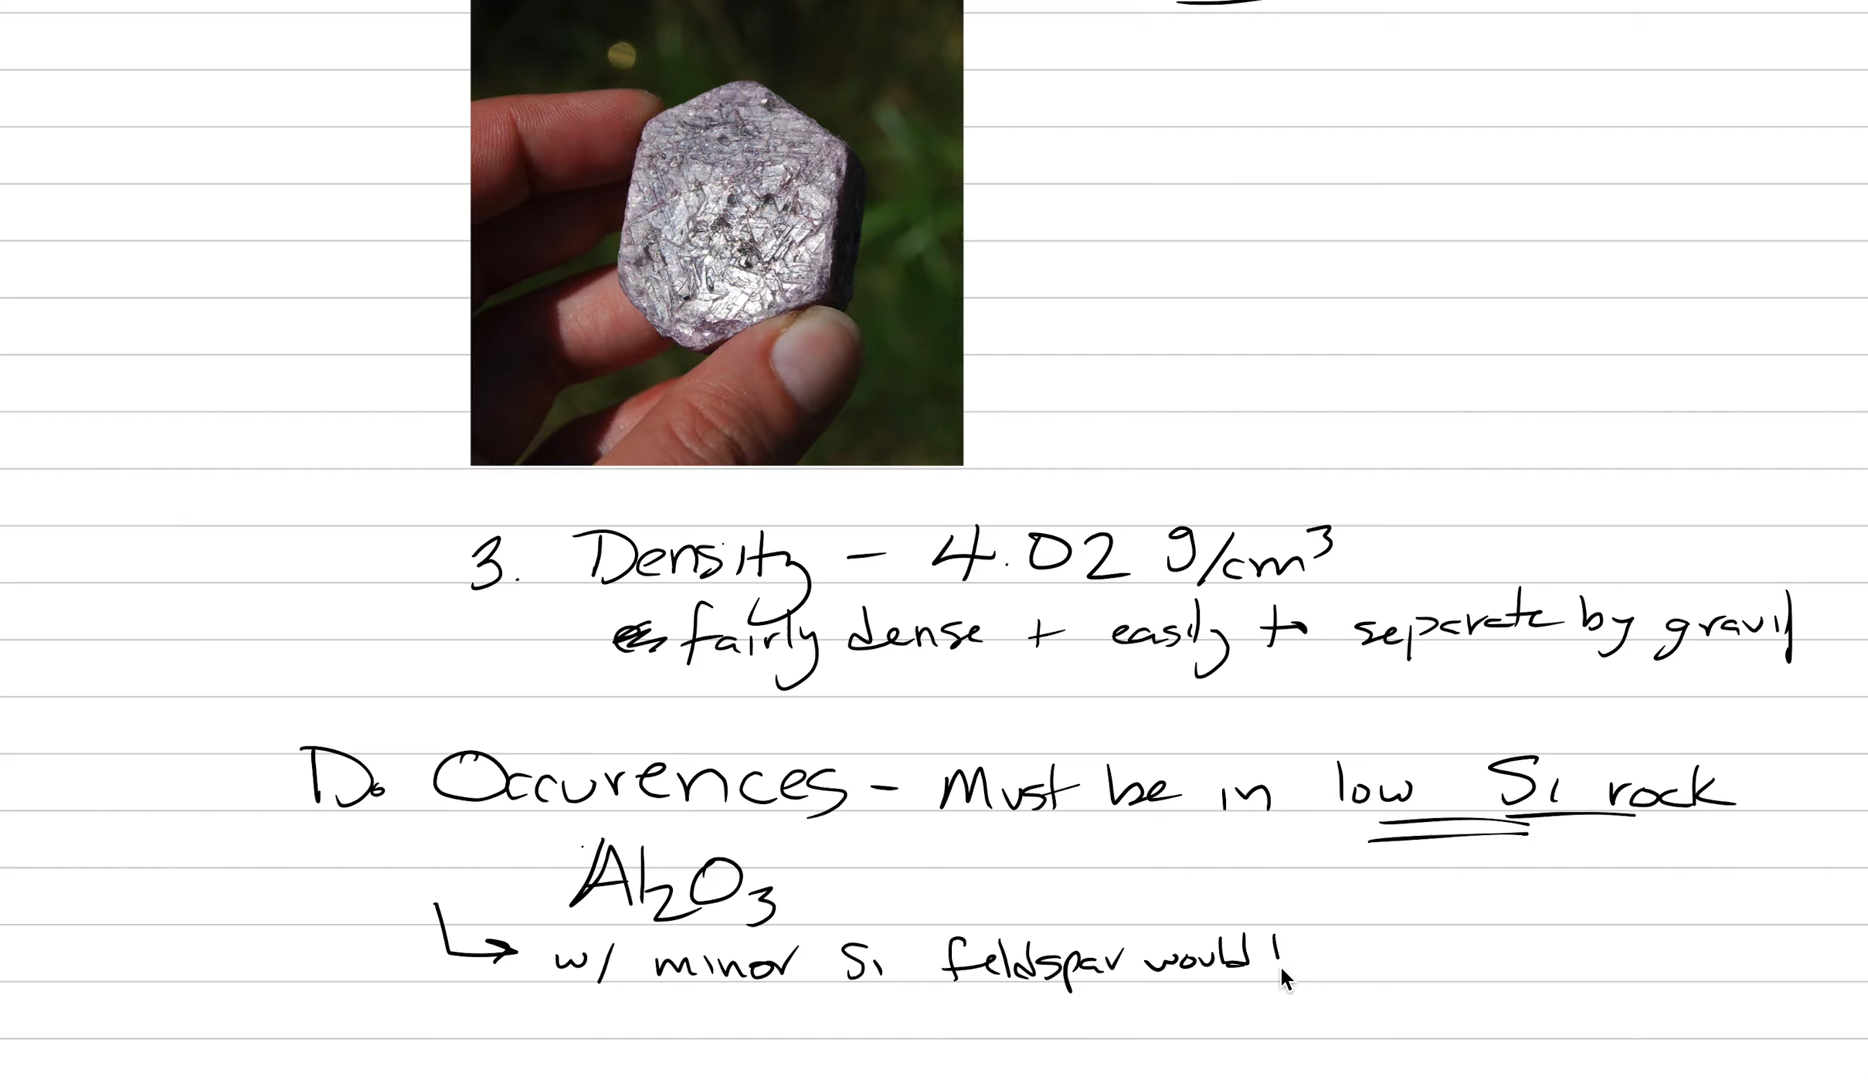 3. Density - 4.02 g/cm³
fairly dense + easily to separate by gravit
D. Occurences - Must be in low Si rock
Al₂O₃
↳ w/ minor Si feldspar would